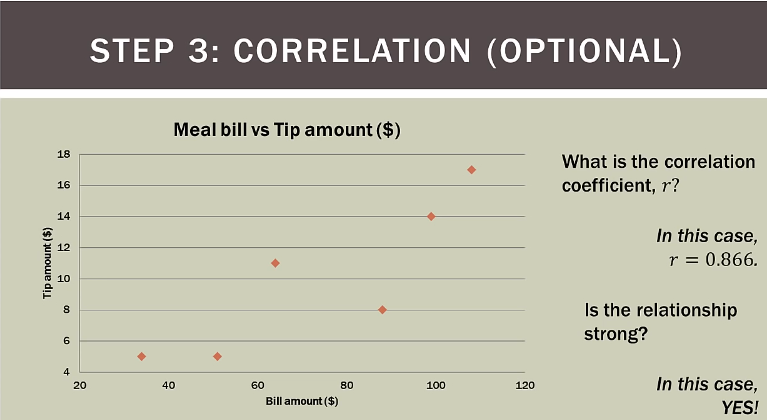 STEP 3: CORRELATION (OPTIONAL)
Meal bill vs Tip amount ($)
18
16
14
12
10
8
6
4
Tip amount ($)
20 40 60 80 100 120
Bill amount ($)
What is the correlation
coefficient, r?
In this case,
r = 0.866.
Is the relationship
strong?
In this case,
YES!